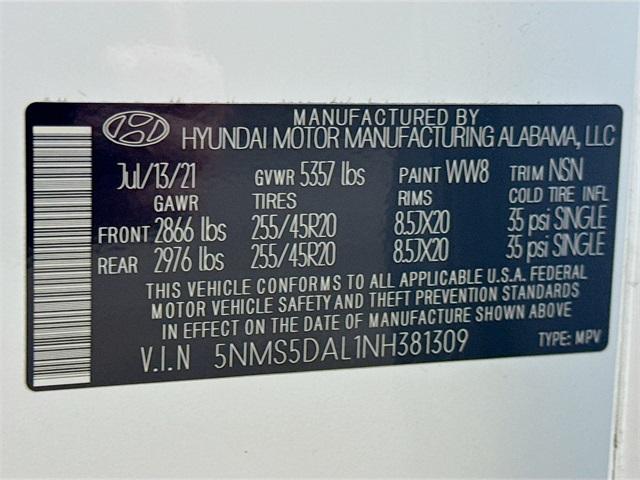 MANUFACTURED BY
HYUNDAI MOTOR MANUFACTURING ALABAMA, LLC
Jul/13/21 GVWR 5357 lbs PAINT WW8 TRIM NSN
GAWR TIRES RIMS COLD TIRE INFL
FRONT 2866 lbs 255/45R20 8.5JX20 35 psi SINGLE
REAR 2976 lbs 255/45R20 8.5JX20 35 psi SINGLE
THIS VEHICLE CONFORMS TO ALL APPLICABLE U.S.A. FEDERAL
MOTOR VEHICLE SAFETY AND THEFT PREVENTION STANDARDS
IN EFFECT ON THE DATE OF MANUFACTURE SHOWN ABOVE.
V.I.N 5NMS5DAL1NH381309 TYPE: MPV